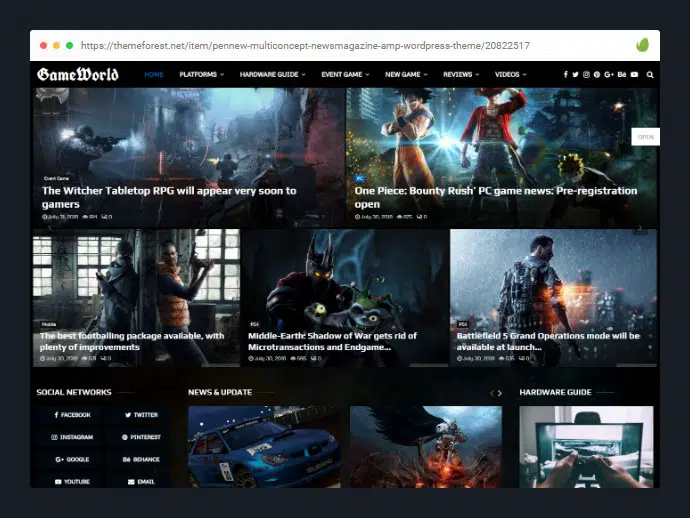 https://themeforest.net/item/pennew-multiconcept-newsmagazine-amp-wordpress-theme/20822517
GameWorld
HOME PLATFORMS HARDWARE GUIDE EVENT GAME NEW GAME REVIEWS VIDEOS
OPEN
Event Game
The Witcher Tabletop RPG will appear very soon to
gamers
July 31, 2018 0
PC
One Piece: Bounty Rush' PC game news: Pre-registration
open
July 30, 2018 625 0
Mobile
The best footballing package available, with
plenty of improvements
July 30, 2018 531 0
PS4
Middle-Earth: Shadow of War gets rid of
Microtransactions and Endgame...
July 30, 2018 586 0
PS4
Battlefield 5 Grand Operations mode will be
available at launch...
July 30, 2018 535 0
SOCIAL NETWORKS
FACEBOOK TWITTER
INSTAGRAM PINTEREST
GOOGLE BEHANCE
YOUTUBE EMAIL
NEWS & UPDATE
SUBARU
HARDWARE GUIDE